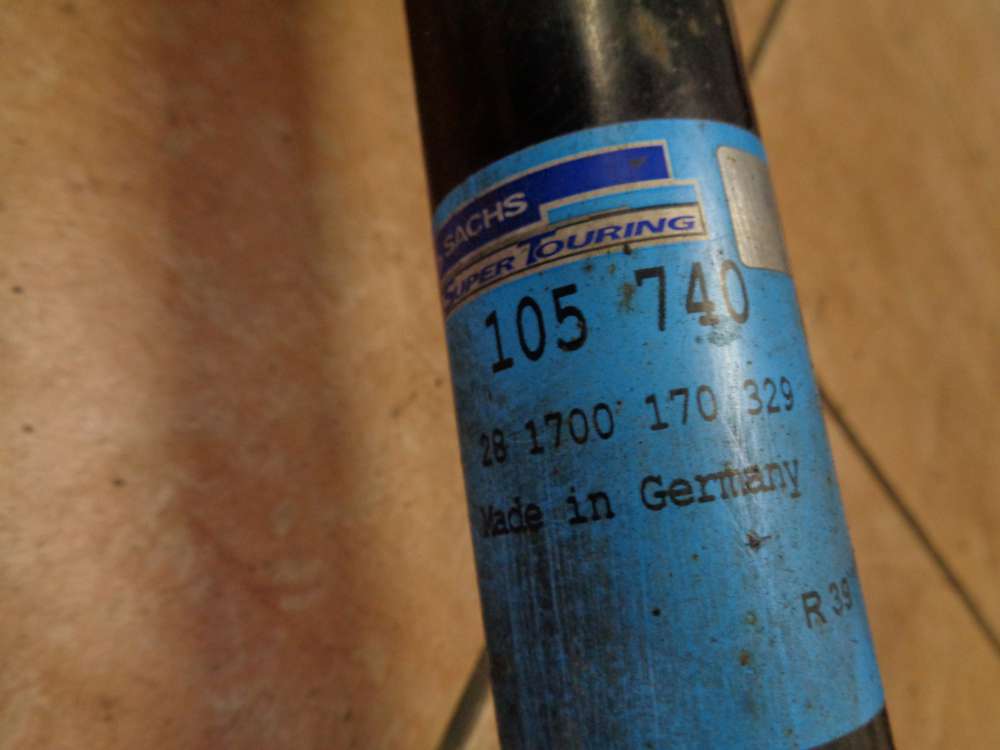 SACHS
SUPER TOURING
105 740
28 1700 170 329
Made in Germany
R 39